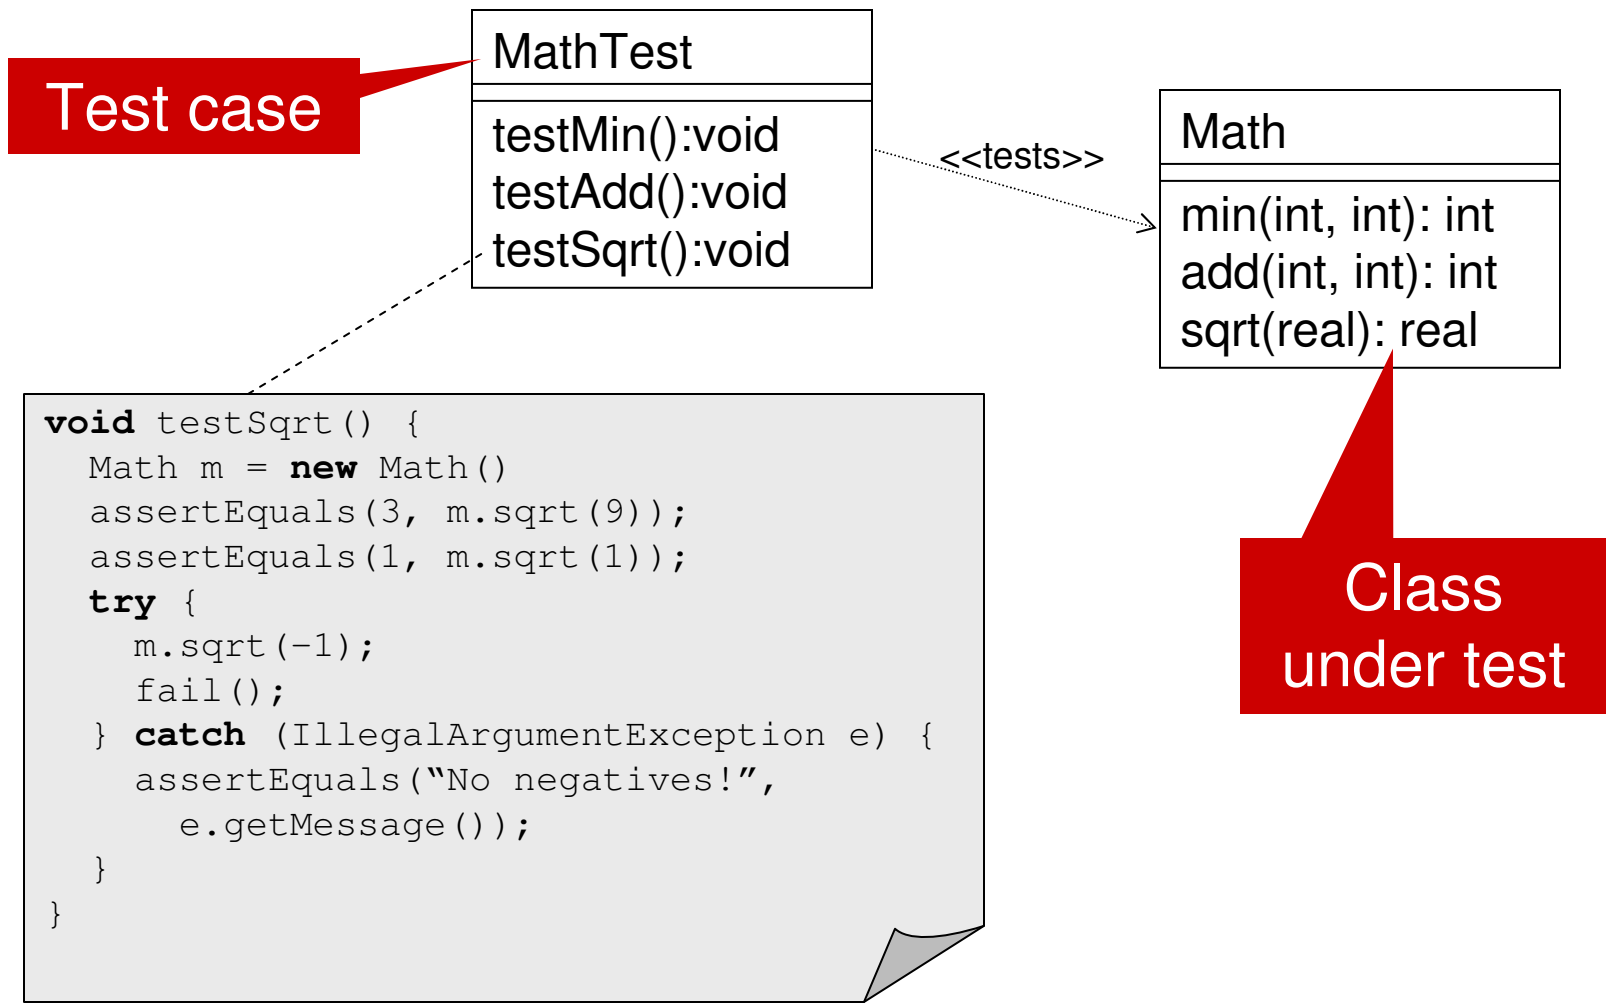 Test case
MathTest
testMin():void
testAdd():void
testSqrt():void
<<tests>>
Math
min(int, int): int
add(int, int): int
sqrt(real): real
void testSqrt() {
  Math m = new Math()
  assertEquals(3, m.sqrt(9));
  assertEquals(1, m.sqrt(1));
  try {
    m.sqrt(-1);
    fail();
  } catch (IllegalArgumentException e) {
    assertEquals(“No negatives!”,
      e.getMessage());
  }
}
Class
under test